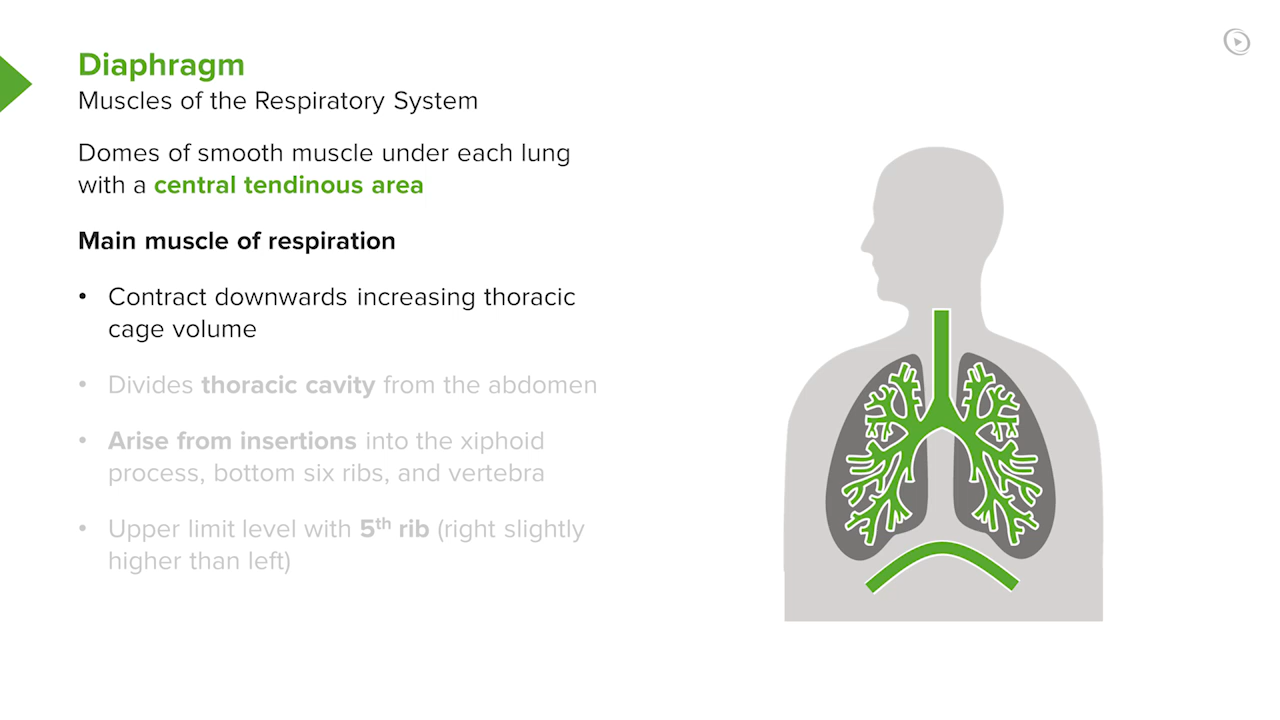 Diaphragm
Muscles of the Respiratory System
Domes of smooth muscle under each lung
with a central tendinous area
Main muscle of respiration
• Contract downwards increasing thoracic
cage volume
• Divides thoracic cavity from the abdomen
• Arise from insertions into the xiphoid
process, bottom six ribs, and vertebra
• Upper limit level with 5th rib (right slightly
higher than left)